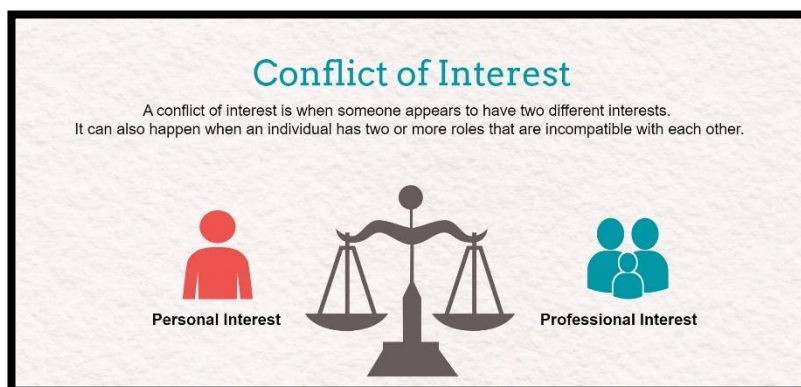 Conflict of Interest
A conflict of interest is when someone appears to have two different interests.
It can also happen when an individual has two or more roles that are incompatible with each other.
Personal Interest
Professional Interest